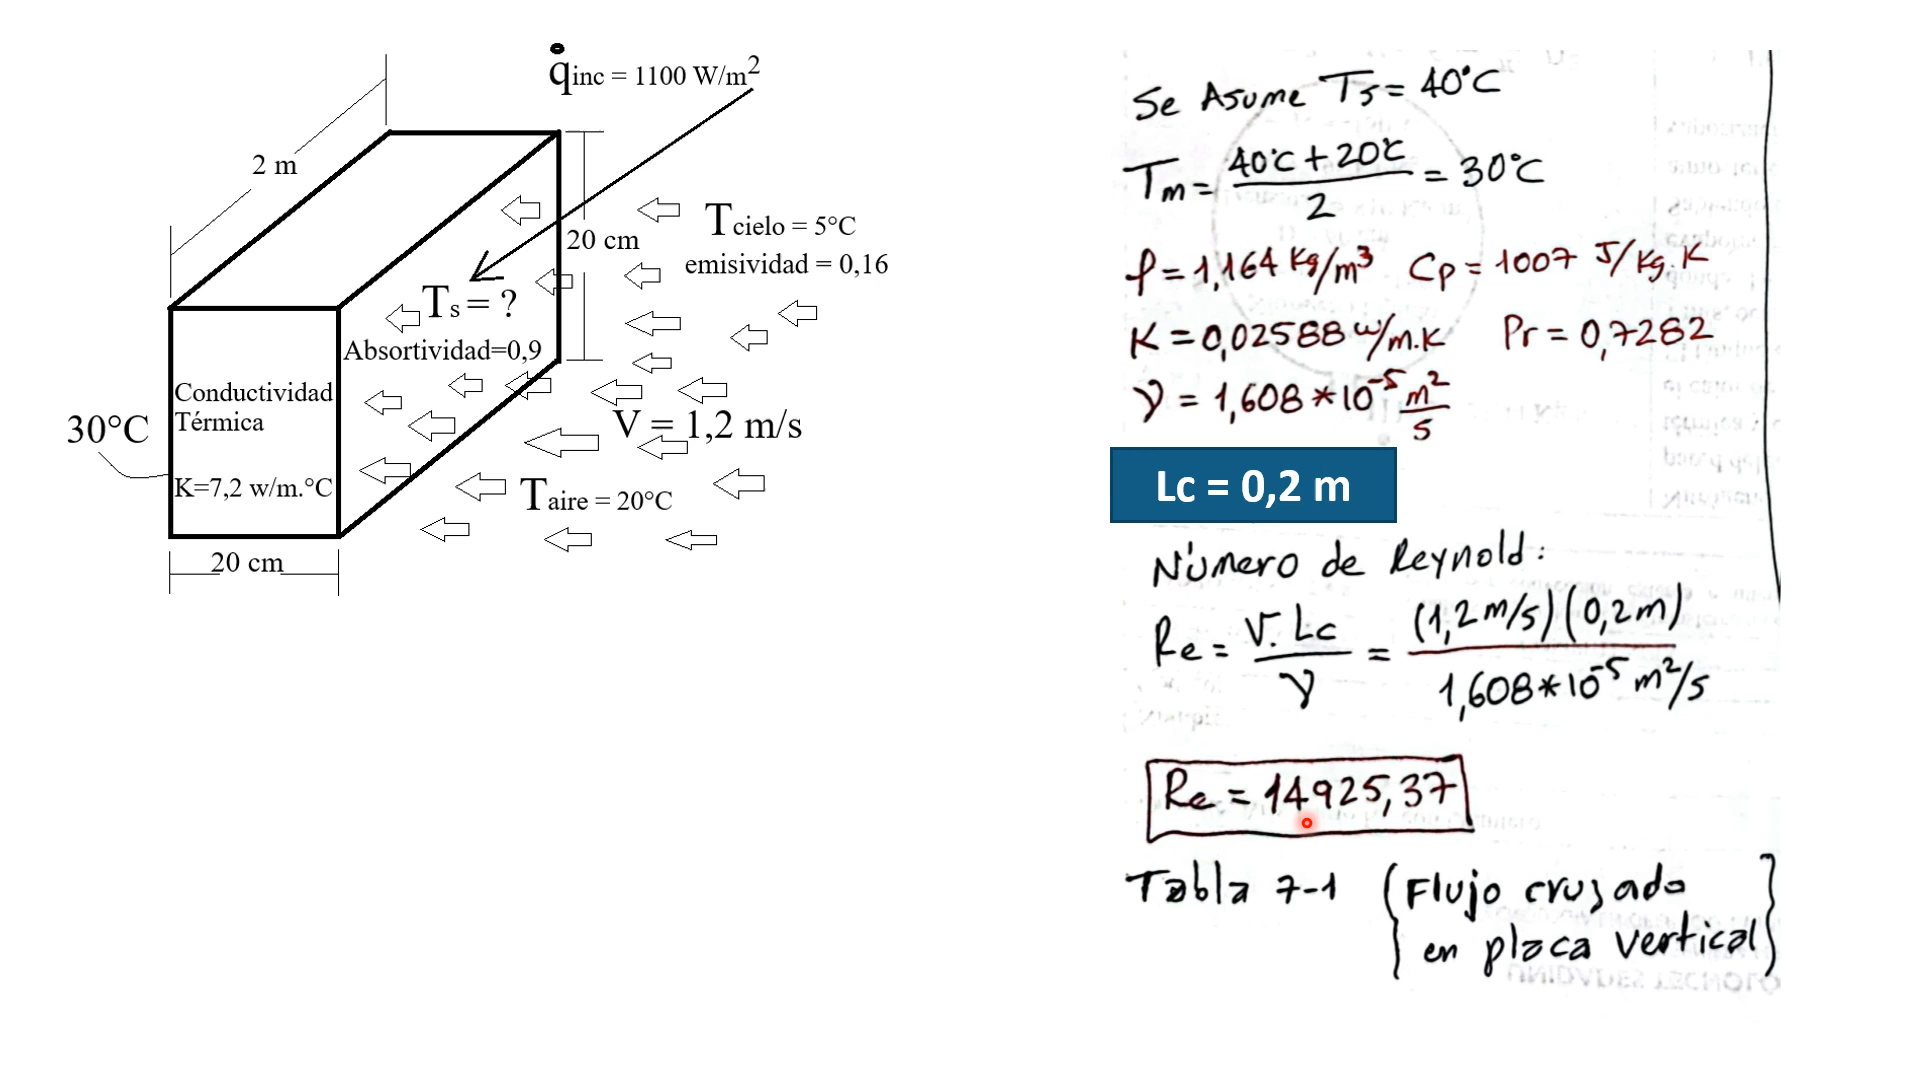 q̇inc = 1100 W/m²
2 m
20 cm
Tcielo = 5°C
emisividad = 0,16
Ts = ?
Absortividad=0,9
Conductividad
Térmica
30°C
K=7,2 w/m.°C
V = 1,2 m/s
Taire = 20°C
20 cm
Se Asume Ts = 40°C
Tm = (40°C + 20°C)/2 = 30°C
ρ = 1,164 Kg/m³ Cp = 1007 J/Kg.K
K = 0,02588 w/m.K Pr = 0,7282
γ = 1,608 * 10⁻⁵ m²/s
Lc = 0,2 m
Número de Reynold:
Re = V. Lc/γ = (1,2 m/s)(0,2m)/1,608*10⁻⁵ m²/s
Re = 14925,37
Tabla 7-1 {Flujo cruzado
en placa vertical}